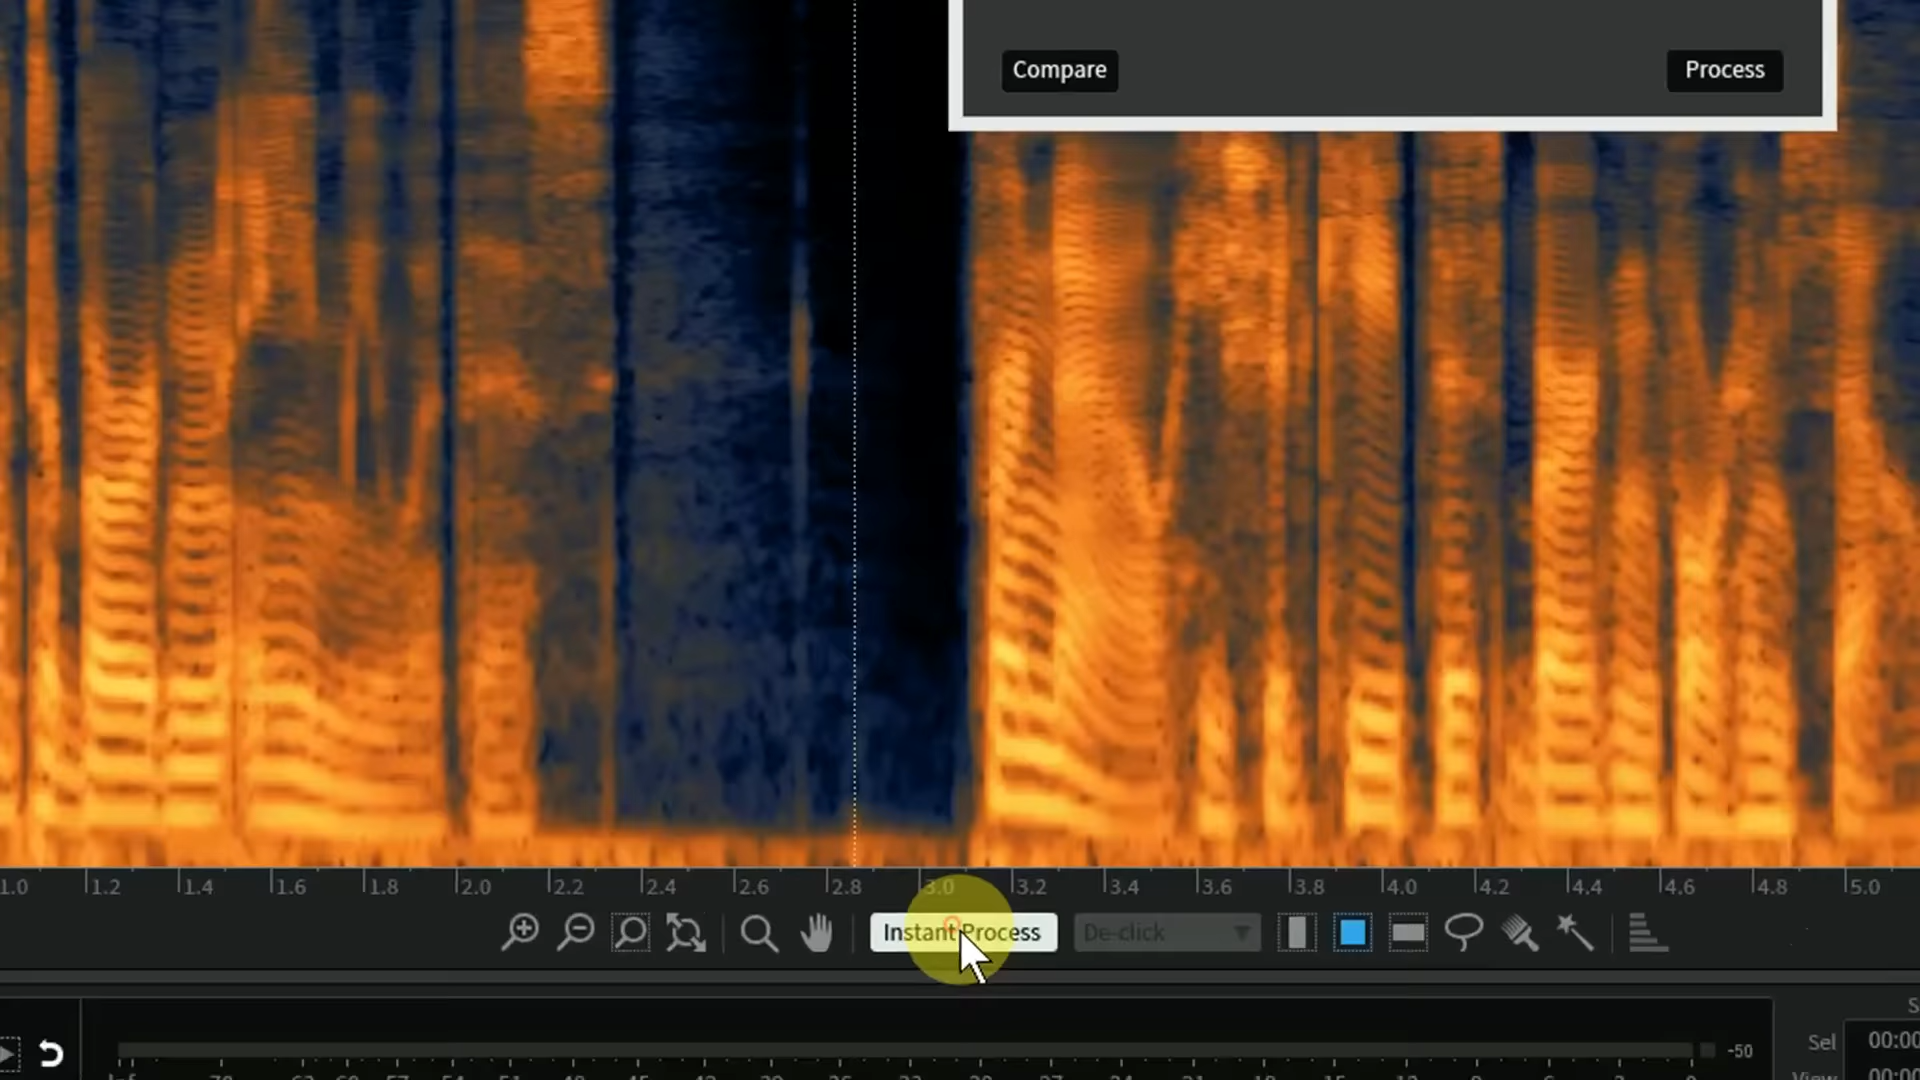 Compare
Process
1.0 1.2 1.4 1.6 1.8 2.0 2.2 2.4 2.6 2.8 3.0 3.2 3.4 3.6 3.8 4.0 4.2 4.4 4.6 4.8 5.0
Instant Process
De-click
-50
Sel
00:00